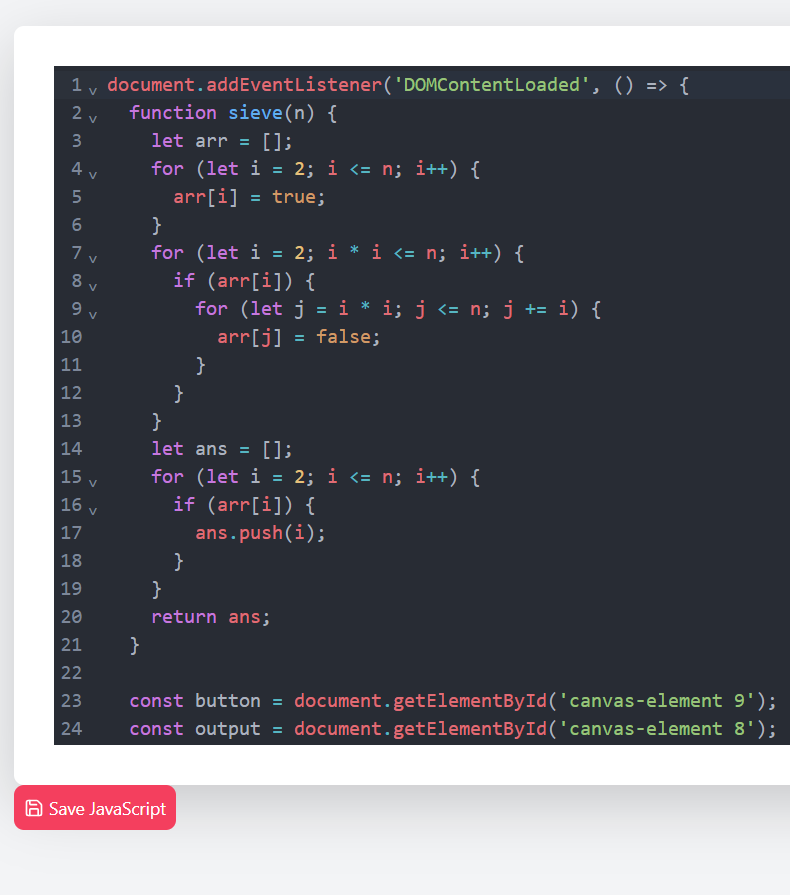 1 document.addEventListener('DOMContentLoaded', () => {
2   function sieve(n) {
3     let arr = [];
4     for (let i = 2; i <= n; i++) {
5       arr[i] = true;
6     }
7     for (let i = 2; i * i <= n; i++) {
8       if (arr[i]) {
9         for (let j = i * i; j <= n; j += i) {
10           arr[j] = false;
11         }
12       }
13     }
14     let ans = [];
15     for (let i = 2; i <= n; i++) {
16       if (arr[i]) {
17         ans.push(i);
18       }
19     }
20     return ans;
21   }
22
23   const button = document.getElementById('canvas-element 9');
24   const output = document.getElementById('canvas-element 8');
Save JavaScript